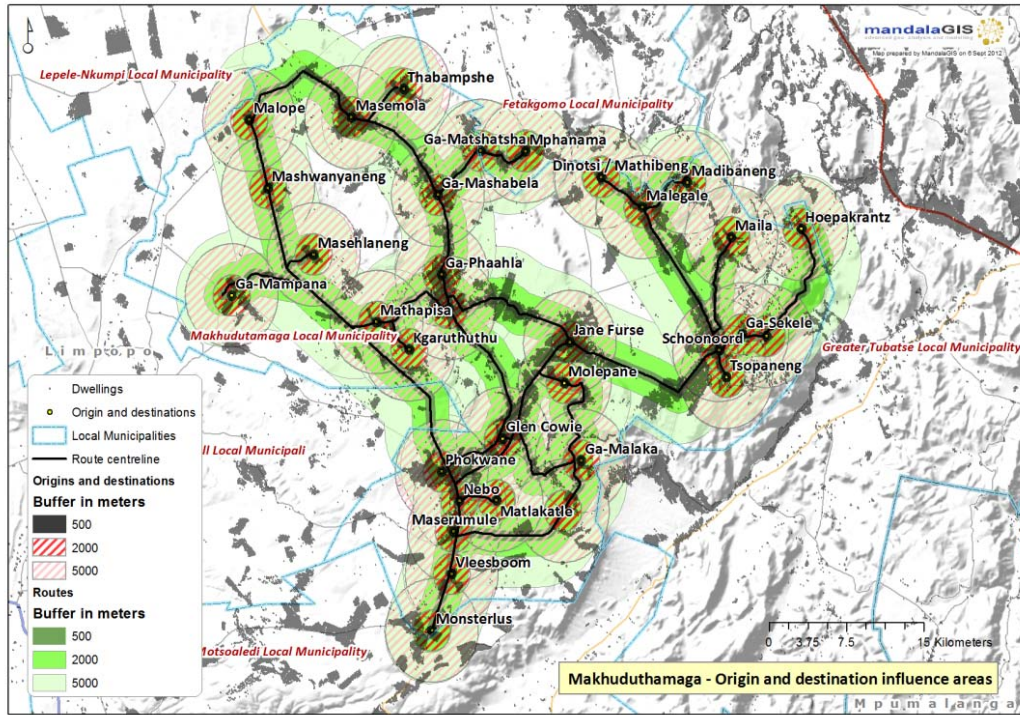 mandalaGIS
Map prepared by MandalaGIS on 6 Sept 2012
Lepele-Nkumpi Local Municipality
Thabampshe
Malope
Masemola
Fetakgomo Local Municipality
Ga-Matshatsha
Mphanama
Dinotsi / Mathibeng
Madibaneng
Mashwanyaneng
Ga-Mashabela
Malegale
Maila
Hoepakrantz
Masehlaneng
Ga-Phaahla
Ga-Mampana
Mathapisa
Makhudutamaga Local Municipality
Kgaruthuthu
Jane Furse
Schoonoord
Ga-Sekele
Greater Tubatse Local Municipality
Limpopo
Molepane
Tsopaneng
Glen Cowie
Ga-Malaka
Phokwane
Nebo
Matlakatle
Maserumule
Vleesboom
Monsterlus
ll Local Municipali
Motsoaledi Local Municipality
Dwellings
Origin and destinations
Local Municipalities
Route centreline
Origins and destinations
Buffer in meters
500
2000
5000
Routes
Buffer in meters
500
2000
5000
0 3.75 7.5 15 Kilometers
Makhuduthamaga - Origin and destination influence areas
Mpumalanga